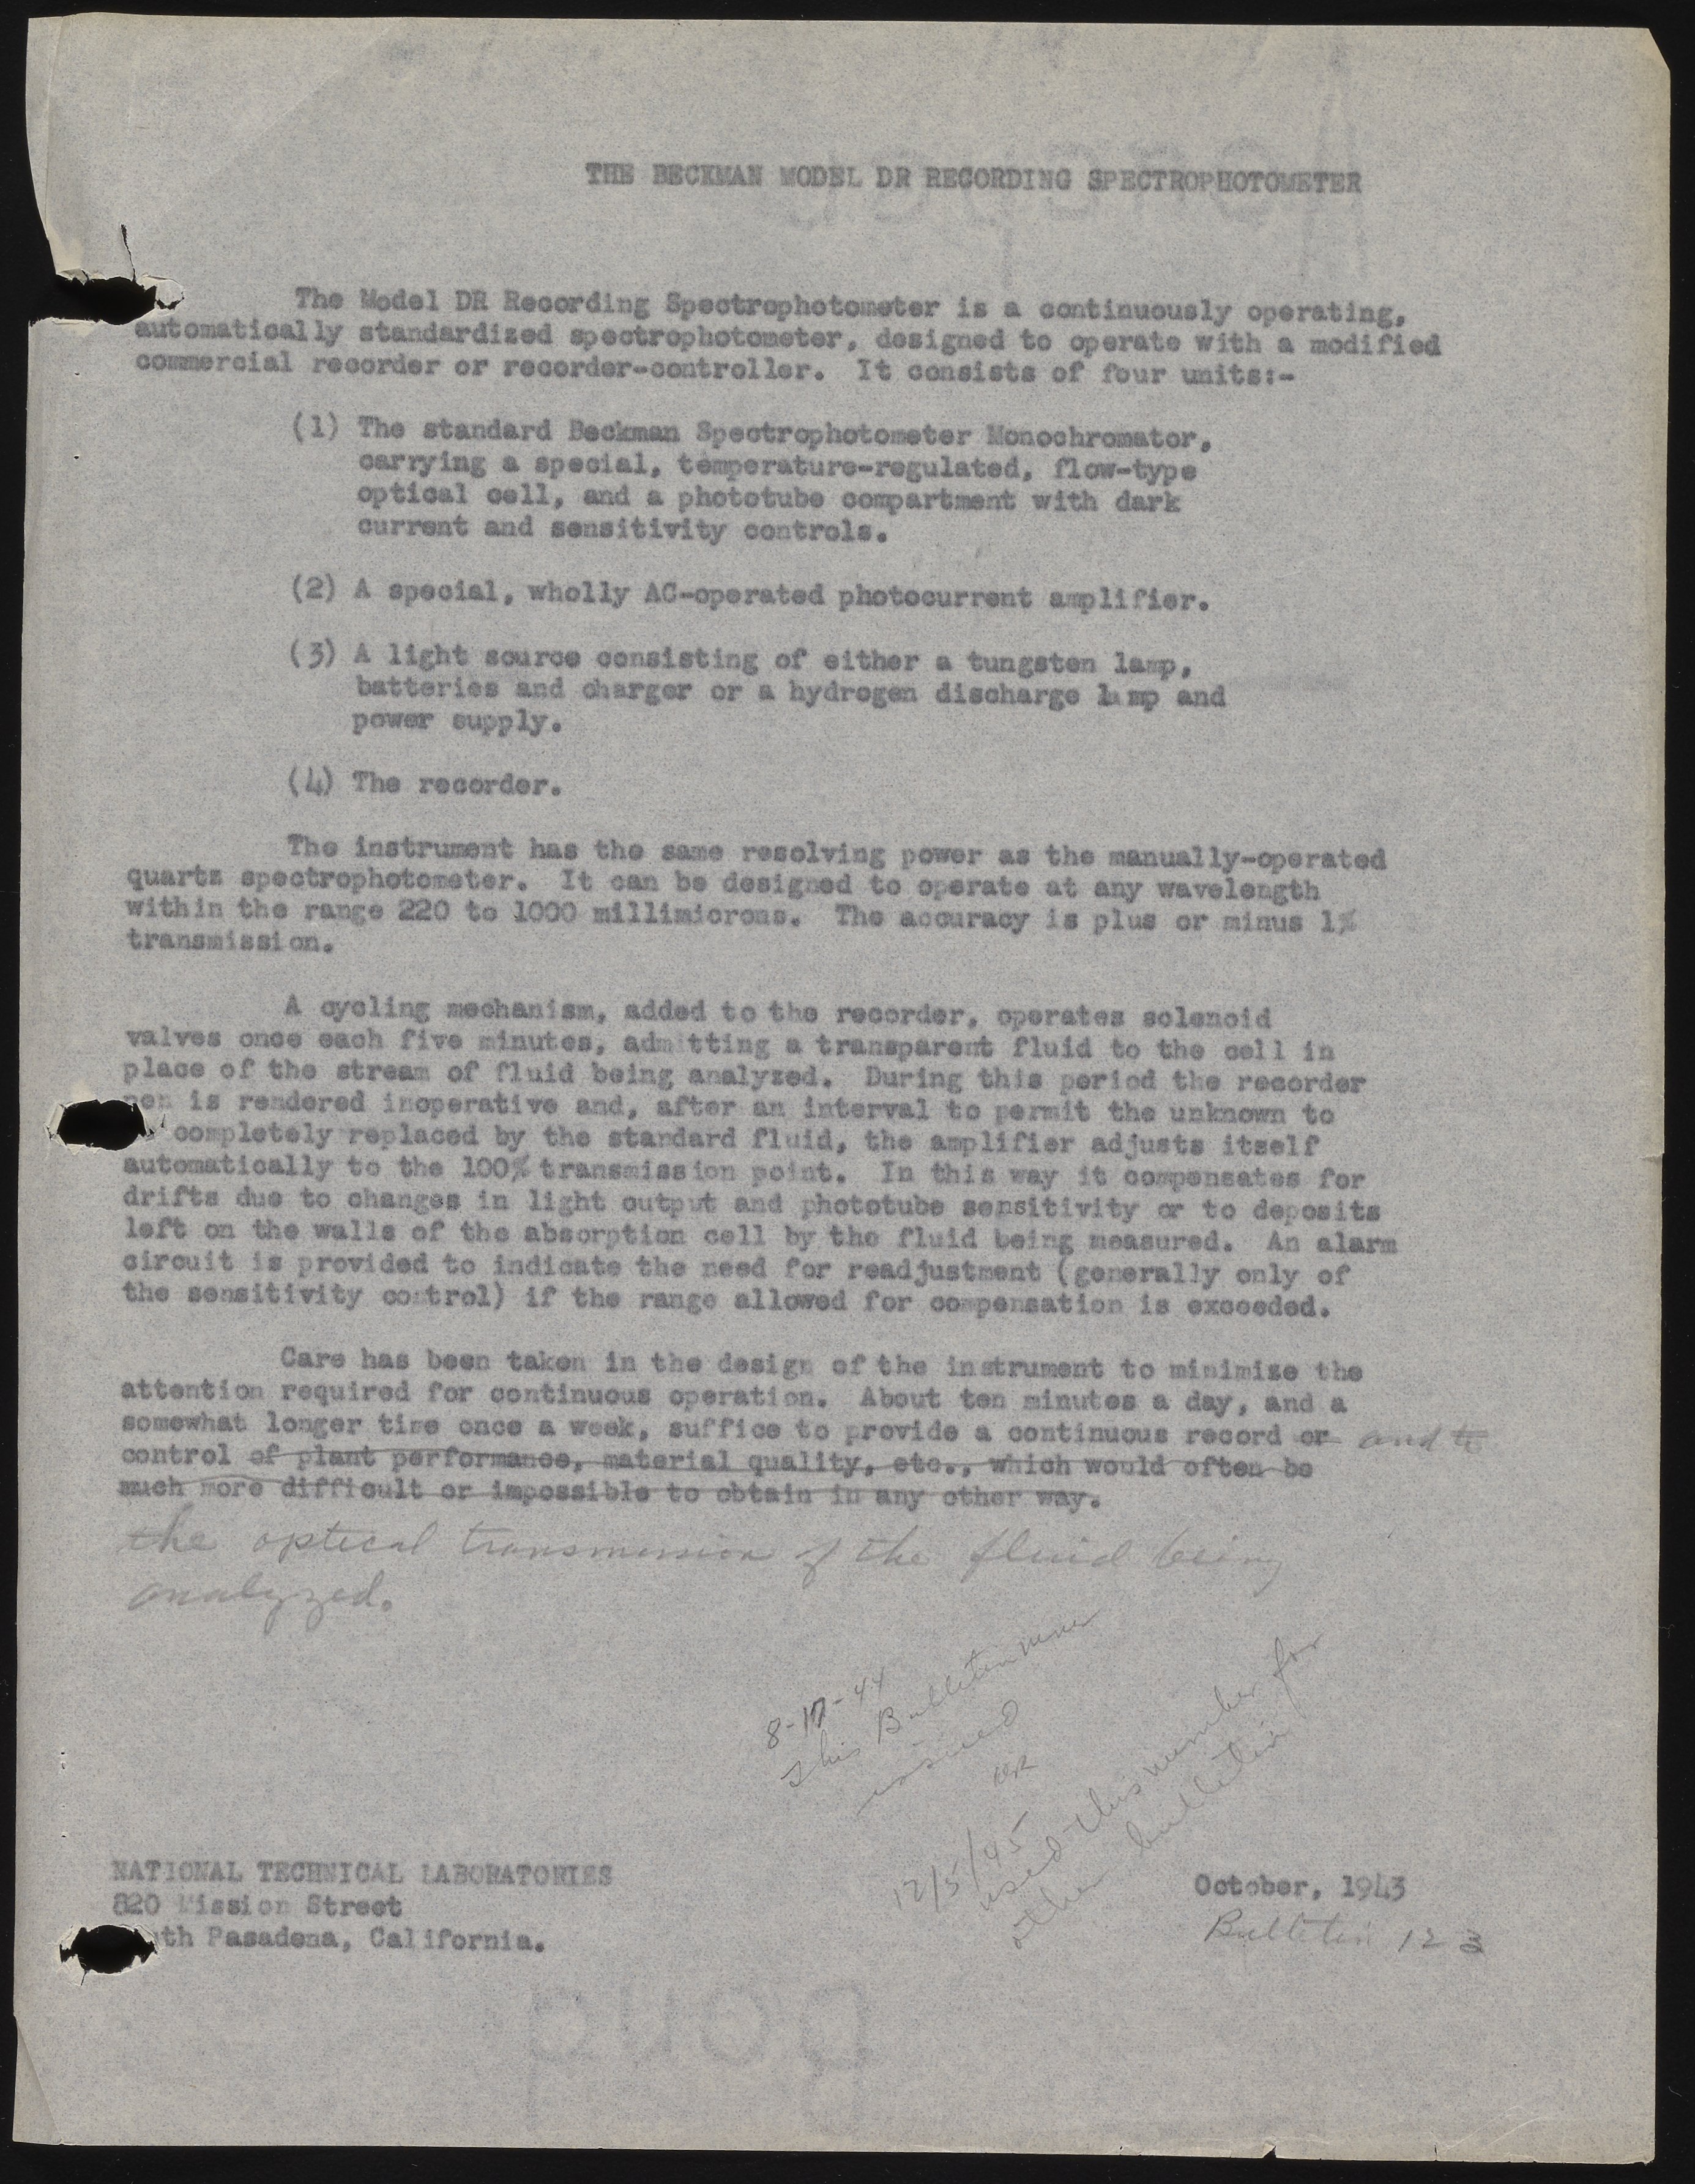 THE BECKMAN MODEL DR RECORDING SPECTROPHOTOMETER
The Model DR Recording Spectrophotometer is a continuously operating,
automatically standardized spectrophotometer, designed to operate with a modified
commercial recorder or recorder-controller. It consists of four units:-
(1) The standard Beckman Spectrophotometer Monochromator,
carrying a special, temperature-regulated, flow-type
optical cell, and a phototube compartment with dark
current and sensitivity controls.
(2) A special, wholly AC-operated photocurrent amplifier.
(3) A light source consisting of either a tungsten lamp,
batteries and charger or a hydrogen discharge lamp and
power supply.
(4) The recorder.
The instrument has the same resolving power as the manually-operated
quartz spectrophotometer. It can be designed to operate at any wavelength
within the range 220 to 1000 millimicrons. The accuracy is plus or minus 1%
transmission.
A cycling mechanism, added to the recorder, operates solenoid
valves once each five minutes, admitting a transparent fluid to the cell in
place of the stream of fluid being analyzed. During this period the recorder
pen is rendered inoperative and, after an interval to permit the unknown to
completely replaced by the standard fluid, the amplifier adjusts itself
automatically to the 100% transmission point. In this way it compensates for
drifts due to changes in light output and phototube sensitivity or to deposits
left on the walls of the absorption cell by the fluid being measured. An alarm
circuit is provided to indicate the need for readjustment (generally only of
the sensitivity control) if the range allowed for compensation is exceeded.
Care has been taken in the design of the instrument to minimize the
attention required for continuous operation. About ten minutes a day, and a
somewhat longer time once a week, suffice to provide a continuous record or and to
control of plant performance, material quality, etc., which would often be
much more difficult or impossible to obtain in any other way.
the optical transmission of the fluid being
analyzed.
8-17-44
This Bulletin never
issued
12/5/45
used this number for
other bulletin
NATIONAL TECHNICAL LABORATORIES
820 Mission Street
South Pasadena, California.
October, 1943
Bulletin 123